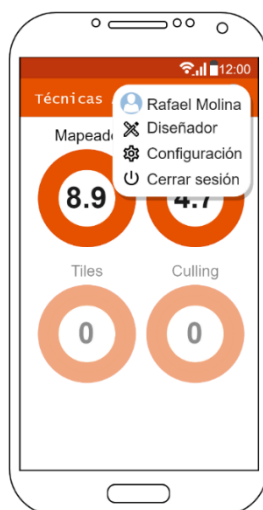 12:00
Técnicas
Rafael Molina
Diseñador
Configuración
Cerrar sesión
8.9
4.7
Tiles Culling
0 0